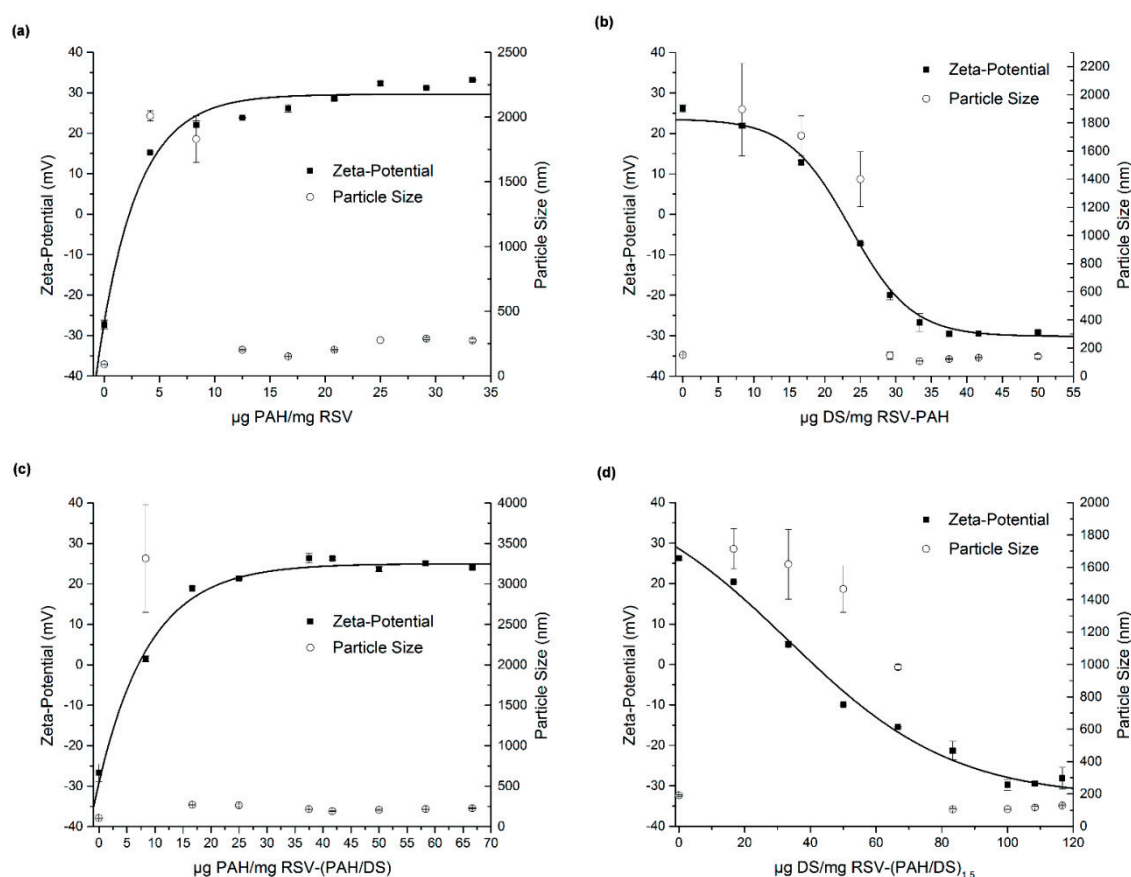 (a)
40
30
20
10
0
-10
-20
-30
-40
Zeta-Potential (mV)
2500
2000
1500
1000
500
0
Particle Size (nm)
Zeta-Potential
Particle Size
0 5 10 15 20 25 30 35
µg PAH/mg RSV
(b)
40
30
20
10
0
-10
-20
-30
-40
Zeta-Potential (mV)
2200
2000
1800
1600
1400
1200
1000
800
600
400
200
0
Particle Size (nm)
Zeta-Potential
Particle Size
0 5 10 15 20 25 30 35 40 45 50 55
µg DS/mg RSV-PAH
(c)
40
30
20
10
0
-10
-20
-30
-40
Zeta-Potential (mV)
4000
3500
3000
2500
2000
1500
1000
500
0
Particle Size (nm)
Zeta-Potential
Particle Size
0 5 10 15 20 25 30 35 40 45 50 55 60 65 70
µg PAH/mg RSV-(PAH/DS)
(d)
40
30
20
10
0
-10
-20
-30
-40
Zeta-Potential (mV)
2000
1800
1600
1400
1200
1000
800
600
400
200
0
Particle Size (nm)
Zeta-Potential
Particle Size
0 20 40 60 80 100 120
µg DS/mg RSV-(PAH/DS)1.5